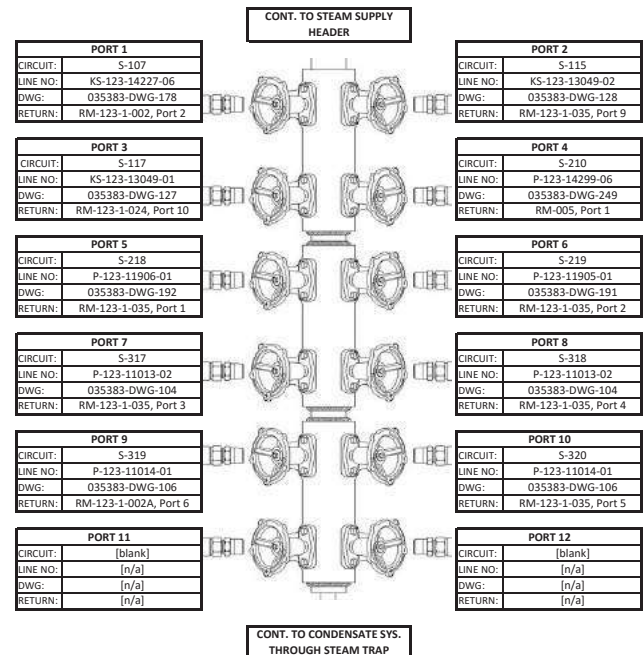 CONT. TO STEAM SUPPLY
HEADER
PORT 1
CIRCUIT: S-107
LINE NO: KS-123-14227-06
DWG: 035383-DWG-178
RETURN: RM-123-1-002, Port 2
PORT 2
CIRCUIT: S-115
LINE NO: KS-123-13049-02
DWG: 035383-DWG-128
RETURN: RM-123-1-035, Port 9
PORT 3
CIRCUIT: S-117
LINE NO: KS-123-13049-01
DWG: 035383-DWG-127
RETURN: RM-123-1-024, Port 10
PORT 4
CIRCUIT: S-210
LINE NO: P-123-14299-06
DWG: 035383-DWG-249
RETURN: RM-005, Port 1
PORT 5
CIRCUIT: S-218
LINE NO: P-123-11906-01
DWG: 035383-DWG-192
RETURN: RM-123-1-035, Port 1
PORT 6
CIRCUIT: S-219
LINE NO: P-123-11905-01
DWG: 035383-DWG-191
RETURN: RM-123-1-035, Port 2
PORT 7
CIRCUIT: S-317
LINE NO: P-123-11013-02
DWG: 035383-DWG-104
RETURN: RM-123-1-035, Port 3
PORT 8
CIRCUIT: S-318
LINE NO: P-123-11013-02
DWG: 035383-DWG-104
RETURN: RM-123-1-035, Port 4
PORT 9
CIRCUIT: S-319
LINE NO: P-123-11014-01
DWG: 035383-DWG-106
RETURN: RM-123-1-002A, Port 6
PORT 10
CIRCUIT: S-320
LINE NO: P-123-11014-01
DWG: 035383-DWG-106
RETURN: RM-123-1-035, Port 5
PORT 11
CIRCUIT: [blank]
LINE NO: [n/a]
DWG: [n/a]
RETURN: [n/a]
PORT 12
CIRCUIT: [blank]
LINE NO: [n/a]
DWG: [n/a]
RETURN: [n/a]
CONT. TO CONDENSATE SYS.
THROUGH STEAM TRAP